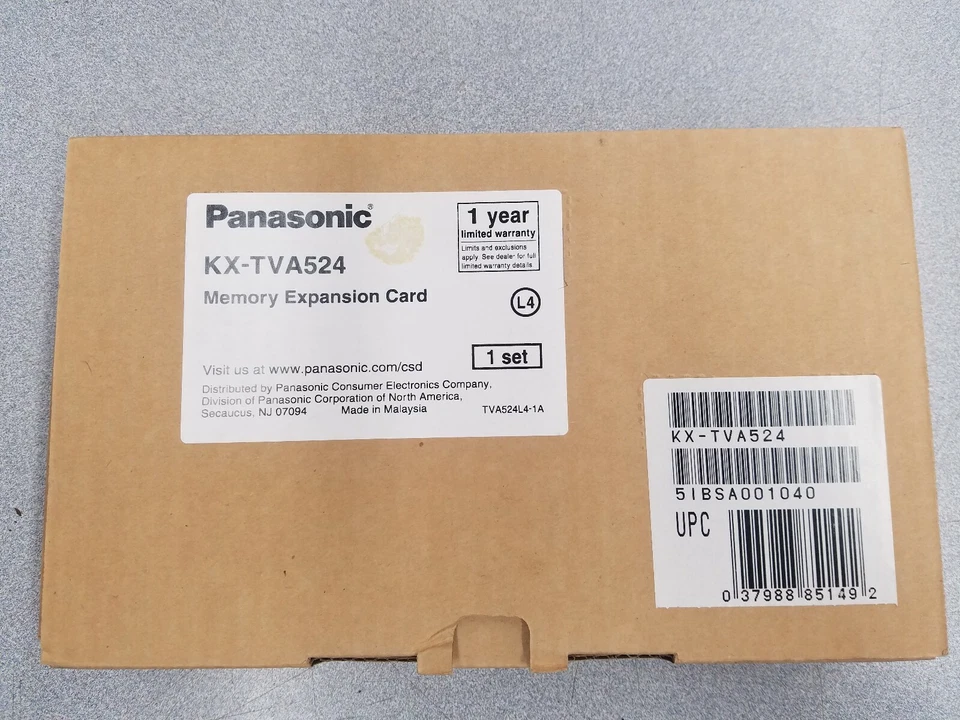 Panasonic®
KX-TVA524
Memory Expansion Card
1 year
limited warranty
Limits and exclusions
apply. See dealer for full
limited warranty details
L4
1 set
Visit us at www.panasonic.com/csd
Distributed by Panasonic Consumer Electronics Company,
Division of Panasonic Corporation of North America,
Secaucus, NJ 07094 Made in Malaysia
TVA524L4-1A
KX-TVA524
5IBSA001040
UPC
0 37988 85149 2